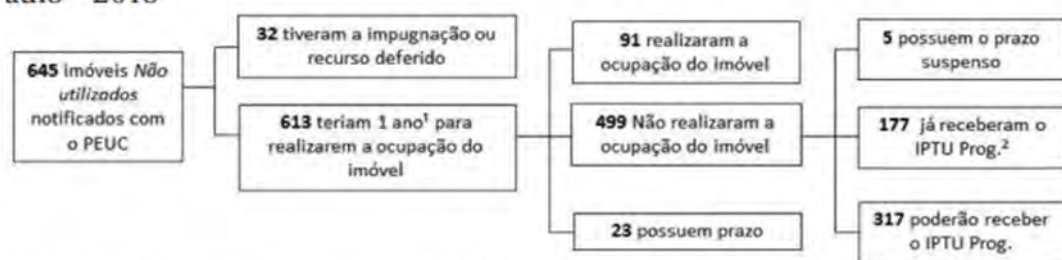 2018
645 imóveis Não
utilizados
notificados com
o PEUC
32 tiveram a impugnação ou
recurso deferido
613 teriam 1 ano¹ para
realizarem a ocupação do
imóvel
91 realizaram a
ocupação do imóvel
499 Não realizaram a
ocupação do imóvel
23 possuem prazo
5 possuem o prazo
suspenso
177 já receberam o
IPTU Prog.²
317 poderão receber
o IPTU Prog.